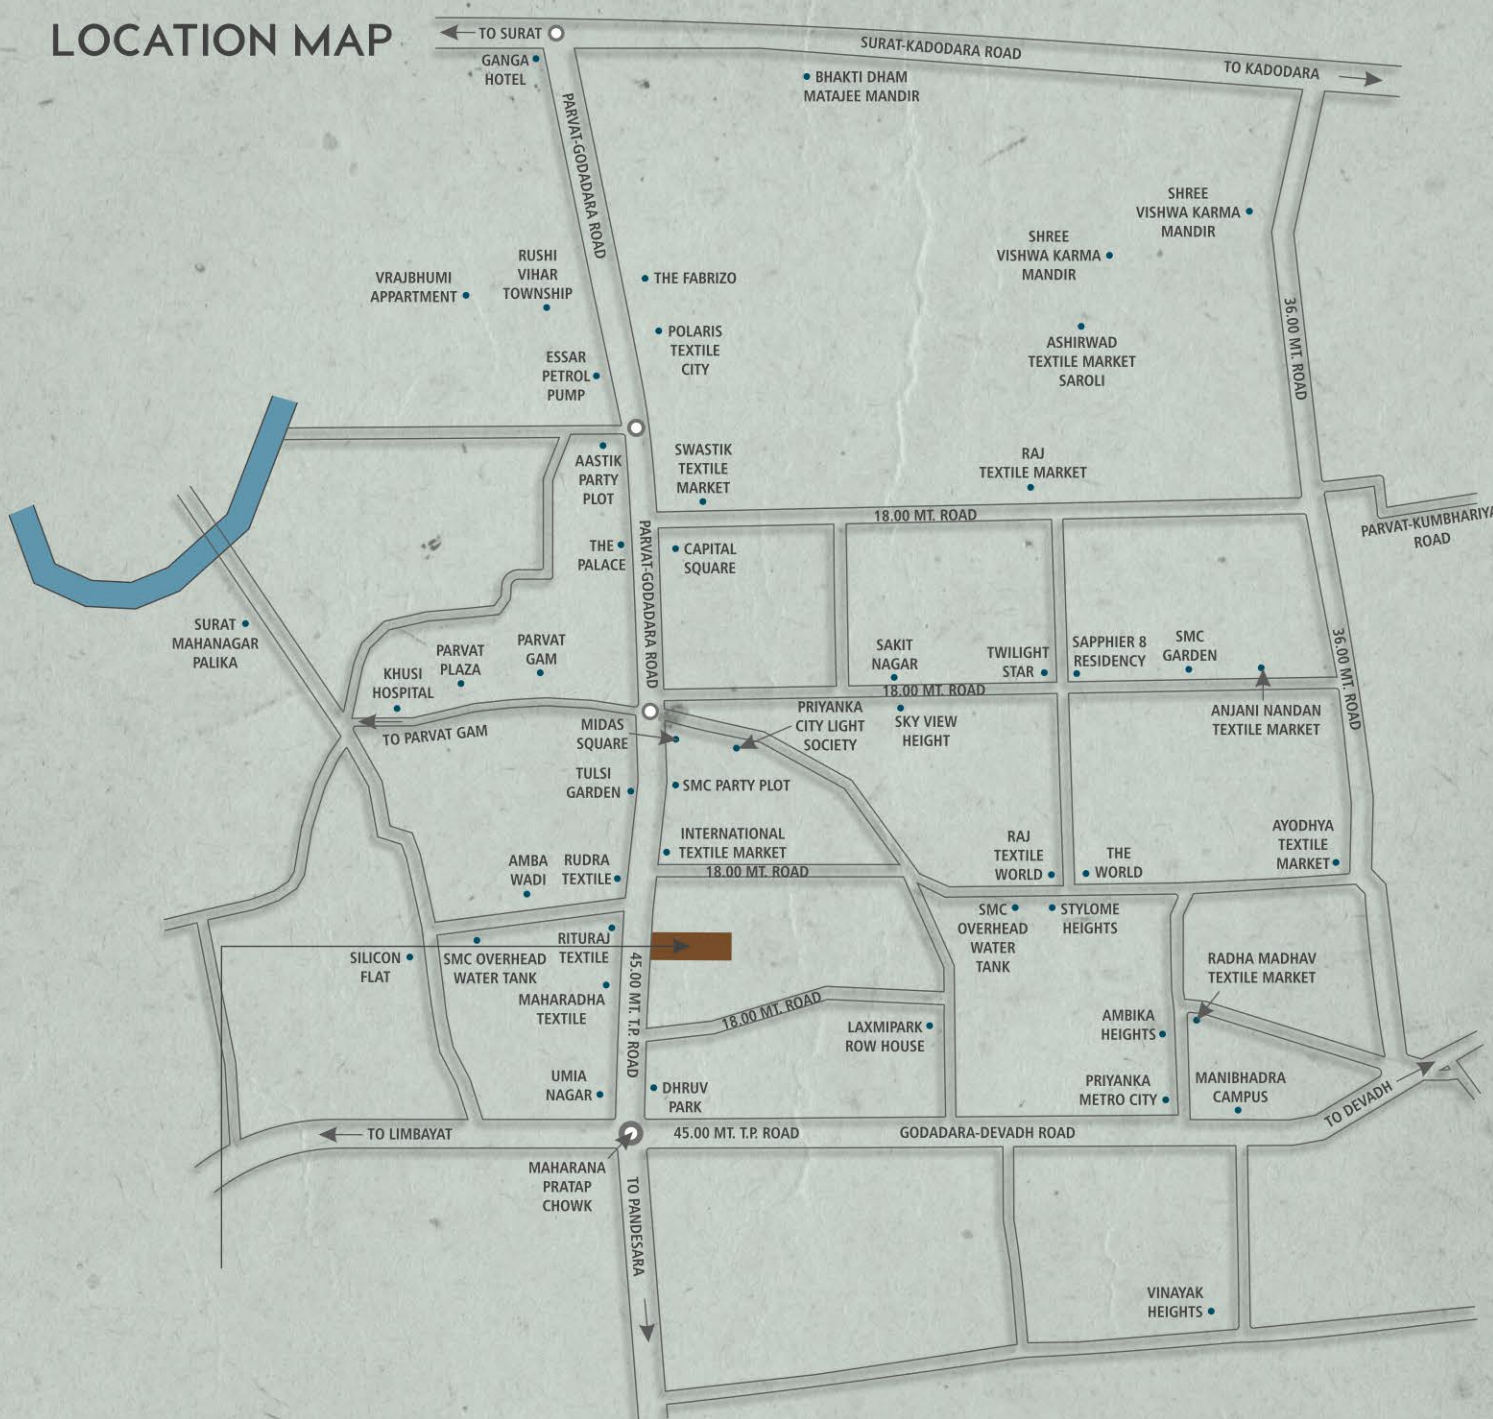 LOCATION MAP
TO SURAT
GANGA
HOTEL
SURAT-KADODARA ROAD
TO KADODARA
BHAKTI DHAM
MATAJEE MANDIR
PARVAT-GODADARA ROAD
SHREE
VISHWA KARMA
MANDIR
SHREE
VISHWA KARMA
MANDIR
RUSHI
VIHAR
TOWNSHIP
VRAJBHUMI
APPARTMENT
THE FABRIZO
POLARIS
TEXTILE
CITY
36.00 MT. ROAD
ASHIRWAD
TEXTILE MARKET
SAROLI
ESSAR
PETROL
PUMP
AASTIK
PARTY
PLOT
SWASTIK
TEXTILE
MARKET
RAJ
TEXTILE MARKET
18.00 MT. ROAD
PARVAT-KUMBHARIYA
ROAD
THE
PALACE
PARVAT-GODADARA ROAD
CAPITAL
SQUARE
SURAT
MAHANAGAR
PALIKA
KHUSI
HOSPITAL
PARVAT
PLAZA
PARVAT
GAM
SAKIT
NAGAR
TWILIGHT
STAR
SAPPHIER 8
RESIDENCY
SMC
GARDEN
36.00 MT. ROAD
18.00 MT. ROAD
TO PARVAT GAM
MIDAS
SQUARE
PRIYANKA
CITY LIGHT
SOCIETY
SKY VIEW
HEIGHT
ANJANI NANDAN
TEXTILE MARKET
TULSI
GARDEN
SMC PARTY PLOT
INTERNATIONAL
TEXTILE MARKET
18.00 MT. ROAD
AMBA
WADI
RUDRA
TEXTILE
RAJ
TEXTILE
WORLD
THE
WORLD
AYODHYA
TEXTILE
MARKET
SMC
OVERHEAD
WATER
TANK
STYLOME
HEIGHTS
SILICON
FLAT
SMC OVERHEAD
WATER TANK
RITURAJ
TEXTILE
45.00 MT. T.P. ROAD
MAHARADHA
TEXTILE
RADHA MADHAV
TEXTILE MARKET
18.00 MT. ROAD
LAXMIPARK
ROW HOUSE
AMBIKA
HEIGHTS
UMIA
NAGAR
DHRUV
PARK
PRIYANKA
METRO CITY
MANIBHADRA
CAMPUS
TO DEVADH
TO LIMBAYAT
45.00 MT. T.P. ROAD
GODADARA-DEVADH ROAD
MAHARANA
PRATAP
CHOWK
TO PANDESARA
VINAYAK
HEIGHTS